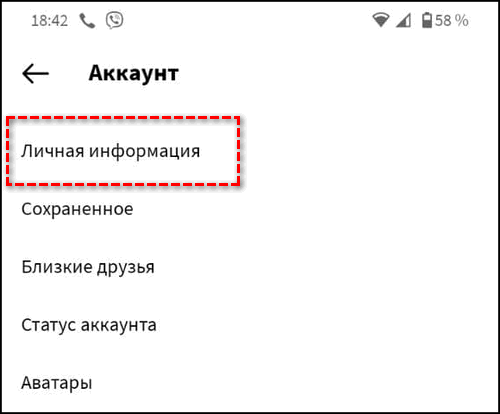 18:42 58 %
Аккаунт
Личная информация
Сохраненное
Близкие друзья
Статус аккаунта
Аватары